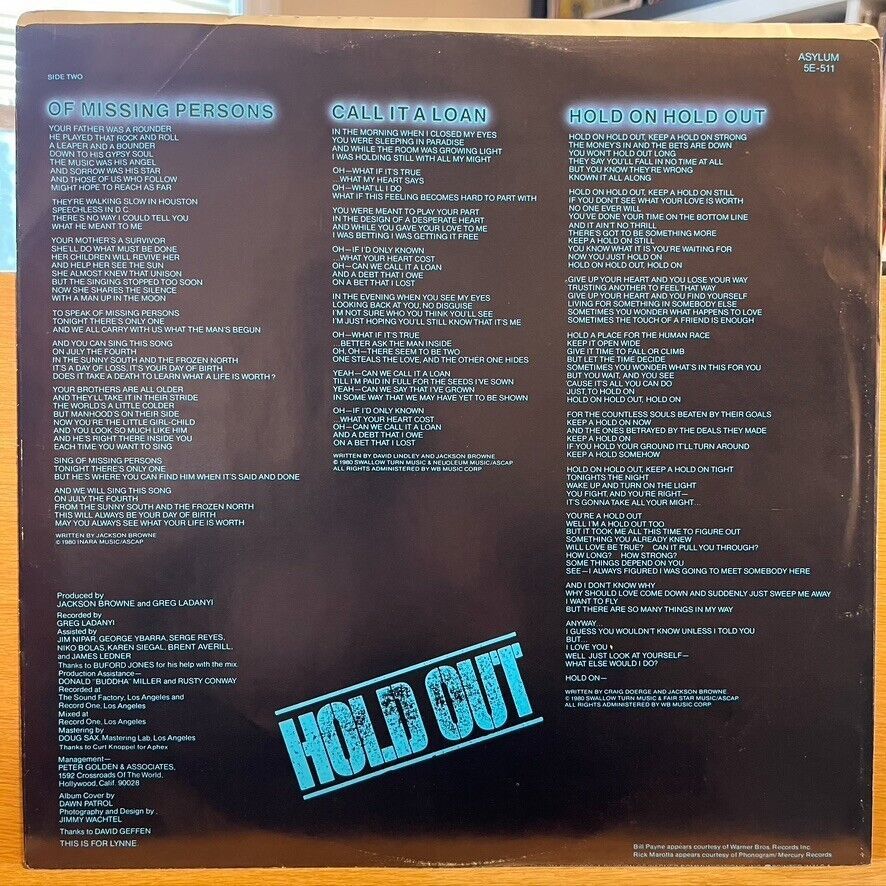 SIDE TWO
ASYLUM
5E-511
OF MISSING PERSONS
YOUR FATHER WAS A ROUNDER
HE PLAYED THAT ROCK AND ROLL
A LEAPER AND A BOUNDER
DOWN TO HIS GYPSY SOUL
THE MUSIC WAS HIS ANGEL
AND SORROW WAS HIS STAR
AND THOSE OF US WHO FOLLOW
MIGHT HOPE TO REACH AS FAR
THEY'RE WALKING SLOW IN HOUSTON
SPEECHLESS IN D.C.
THERE'S NO WAY I COULD TELL YOU
WHAT HE MEANT TO ME
YOUR MOTHER'S A SURVIVOR
SHE'LL DO WHAT MUST BE DONE
HER CHILDREN WILL REVIVE HER
AND HELP HER SEE THE SUN
SHE ALMOST KNEW THAT UNISON
BUT THE SINGING STOPPED TOO SOON
NOW SHE SHARES THE SILENCE
WITH A MAN UP IN THE MOON
TO SPEAK OF MISSING PERSONS
TONIGHT THERE'S ONLY ONE
AND WE ALL CARRY WITH US WHAT THE MAN'S BEGUN
AND YOU CAN SING THIS SONG
ON JULY THE FOURTH
IN THE SUNNY SOUTH AND THE FROZEN NORTH
IT'S A DAY OF LOSS, IT'S YOUR DAY OF BIRTH
DOES IT TAKE A DEATH TO LEARN WHAT A LIFE IS WORTH?
YOUR BROTHERS ARE ALL OLDER
AND THEY'LL TAKE IT IN THEIR STRIDE
THE WORLD'S A LITTLE COLDER
BUT MANHOOD'S ON THEIR SIDE
NOW YOU'RE THE LITTLE GIRL-CHILD
AND YOU LOOK SO MUCH LIKE HIM
AND HE'S RIGHT THERE INSIDE YOU
EACH TIME YOU WANT TO SING
SING OF MISSING PERSONS
TONIGHT THERE'S ONLY ONE
BUT HE'S WHERE YOU CAN FIND HIM WHEN IT'S SAID AND DONE
AND WE WILL SING THIS SONG
ON JULY THE FOURTH
FROM THE SUNNY SOUTH AND THE FROZEN NORTH
THIS WILL ALWAYS BE YOUR DAY OF BIRTH
MAY YOU ALWAYS SEE WHAT YOUR LIFE IS WORTH
WRITTEN BY JACKSON BROWNE
© 1980 INARA MUSIC/ASCAP
CALL IT A LOAN
IN THE MORNING WHEN I CLOSED MY EYES
YOU WERE SLEEPING IN PARADISE
AND WHILE THE ROOM WAS GROWING LIGHT
I WAS HOLDING STILL WITH ALL MY MIGHT
OH—WHAT IF IT'S TRUE
...WHAT MY HEART SAYS
OH—WHAT'LL I DO
WHAT IF THIS FEELING BECOMES HARD TO PART WITH
YOU WERE MEANT TO PLAY YOUR PART
IN THE DESIGN OF A DESPERATE HEART
AND WHILE YOU GAVE YOUR LOVE TO ME
I WAS BETTING I WAS GETTING IT FREE
OH—IF I'D ONLY KNOWN
...WHAT YOUR HEART COST
OH—CAN WE CALL IT A LOAN
AND A DEBT THAT I OWE
ON A BET THAT I LOST
IN THE EVENING WHEN YOU SEE MY EYES
LOOKING BACK AT YOU, NO DISGUISE
I'M NOT SURE WHO YOU THINK YOU'LL SEE
I'M JUST HOPING YOU'LL STILL KNOW THAT IT'S ME
OH—WHAT IF IT'S TRUE
...BETTER ASK THE MAN INSIDE
OH, OH—THERE SEEM TO BE TWO
ONE STEALS THE LOVE, AND THE OTHER ONE HIDES
YEAH—CAN WE CALL IT A LOAN
TILL I'M PAID IN FULL FOR THE SEEDS I'VE SOWN
YEAH—CAN WE SAY THAT I'VE GROWN
IN SOME WAY THAT WE MAY HAVE YET TO BE SHOWN
OH—IF I'D ONLY KNOWN
...WHAT YOUR HEART COST
OH—CAN WE CALL IT A LOAN
AND A DEBT THAT I OWE
ON A BET THAT I LOST
WRITTEN BY DAVID LINDLEY AND JACKSON BROWNE
© 1980 SWALLOW TURN MUSIC & NEUOLEUM MUSIC/ASCAP
ALL RIGHTS ADMINISTERED BY WB MUSIC CORP
HOLD ON HOLD OUT
HOLD ON HOLD OUT, KEEP A HOLD ON STRONG
THE MONEY'S IN AND THE BETS ARE DOWN
YOU WON'T HOLD OUT LONG
THEY SAY YOU'LL FALL IN NO TIME AT ALL
BUT YOU KNOW THEY'RE WRONG
KNOWN IT ALL ALONG
HOLD ON HOLD OUT, KEEP A HOLD ON STILL
IF YOU DON'T SEE WHAT YOUR LOVE IS WORTH
NO ONE EVER WILL
YOU'VE DONE YOUR TIME ON THE BOTTOM LINE
AND IT AIN'T NO THRILL
THERE'S GOT TO BE SOMETHING MORE
KEEP A HOLD ON STILL
YOU KNOW WHAT IT IS YOU'RE WAITING FOR
NOW YOU JUST HOLD ON
HOLD ON HOLD OUT, HOLD ON
GIVE UP YOUR HEART AND YOU LOSE YOUR WAY
TRUSTING ANOTHER TO FEEL THAT WAY
GIVE UP YOUR HEART AND YOU FIND YOURSELF
LIVING FOR SOMETHING IN SOMEBODY ELSE
SOMETIMES YOU WONDER WHAT HAPPENS TO LOVE
SOMETIMES THE TOUCH OF A FRIEND IS ENOUGH
HOLD A PLACE FOR THE HUMAN RACE
KEEP IT OPEN WIDE
GIVE IT TIME TO FALL OR CLIMB
BUT LET THE TIME DECIDE
SOMETIMES YOU WONDER WHAT'S IN THIS FOR YOU
BUT YOU WAIT, AND YOU SEE
'CAUSE IT'S ALL YOU CAN DO
JUST TO HOLD ON
HOLD ON HOLD OUT, HOLD ON
FOR THE COUNTLESS SOULS BEATEN BY THEIR GOALS
KEEP A HOLD ON NOW
AND THE ONES BETRAYED BY THE DEALS THEY MADE
KEEP A HOLD ON
IF YOU HOLD YOUR GROUND IT'LL TURN AROUND
KEEP A HOLD SOMEHOW
HOLD ON HOLD OUT, KEEP A HOLD ON TIGHT
TONIGHTS THE NIGHT
WAKE UP AND TURN ON THE LIGHT
YOU FIGHT, AND YOU'RE RIGHT—
IT'S GONNA TAKE ALL YOUR MIGHT...
YOU'RE A HOLD OUT
WELL I'M A HOLD OUT TOO
BUT IT TOOK ME ALL THIS TIME TO FIGURE OUT
SOMETHING YOU ALREADY KNEW
WILL LOVE BE TRUE? CAN IT PULL YOU THROUGH?
HOW LONG? HOW STRONG?
SOME THINGS DEPEND ON YOU
SEE—I ALWAYS FIGURED I WAS GOING TO MEET SOMEBODY HERE
AND I DON'T KNOW WHY
WHY SHOULD LOVE COME DOWN AND SUDDENLY JUST SWEEP ME AWAY
I WANT TO FLY
BUT THERE ARE SO MANY THINGS IN MY WAY
ANYWAY...
I GUESS YOU WOULDN'T KNOW UNLESS I TOLD YOU
BUT...
I LOVE YOU
WELL JUST LOOK AT YOURSELF—
WHAT ELSE WOULD I DO?
HOLD ON—
WRITTEN BY CRAIG DOERGE AND JACKSON BROWNE
© 1980 SWALLOW TURN MUSIC & FAIR STAR MUSIC/ASCAP
ALL RIGHTS ADMINISTERED BY WB MUSIC CORP
Produced by
JACKSON BROWNE and GREG LADANYI
Recorded by
GREG LADANYI
Assisted by
JIM NIPAR, GEORGE YBARRA, SERGE REYES,
NIKO BOLAS, KAREN SIEGAL, BRENT AVERILL,
and JAMES LEDNER
Thanks to BUFORD JONES for his help with the mix.
Production Assistance—
DONALD "BUDDHA" MILLER and RUSTY CONWAY
Recorded at
The Sound Factory, Los Angeles and
Record One, Los Angeles
Mixed at
Record One, Los Angeles
Mastering by
DOUG SAX, Mastering Lab, Los Angeles
Thanks to Curt Knoppel for Aphex
Management—
PETER GOLDEN & ASSOCIATES,
1592 Crossroads Of The World,
Hollywood, Calif. 90028
Album Cover by
DAWN PATROL
Photography and Design by
JIMMY WACHTEL
Thanks to DAVID GEFFEN
THIS IS FOR LYNNE.
HOLD OUT
Bill Payne appears courtesy of Warner Bros. Records Inc.
Rick Marotta appears courtesy of Phonogram/Mercury Records